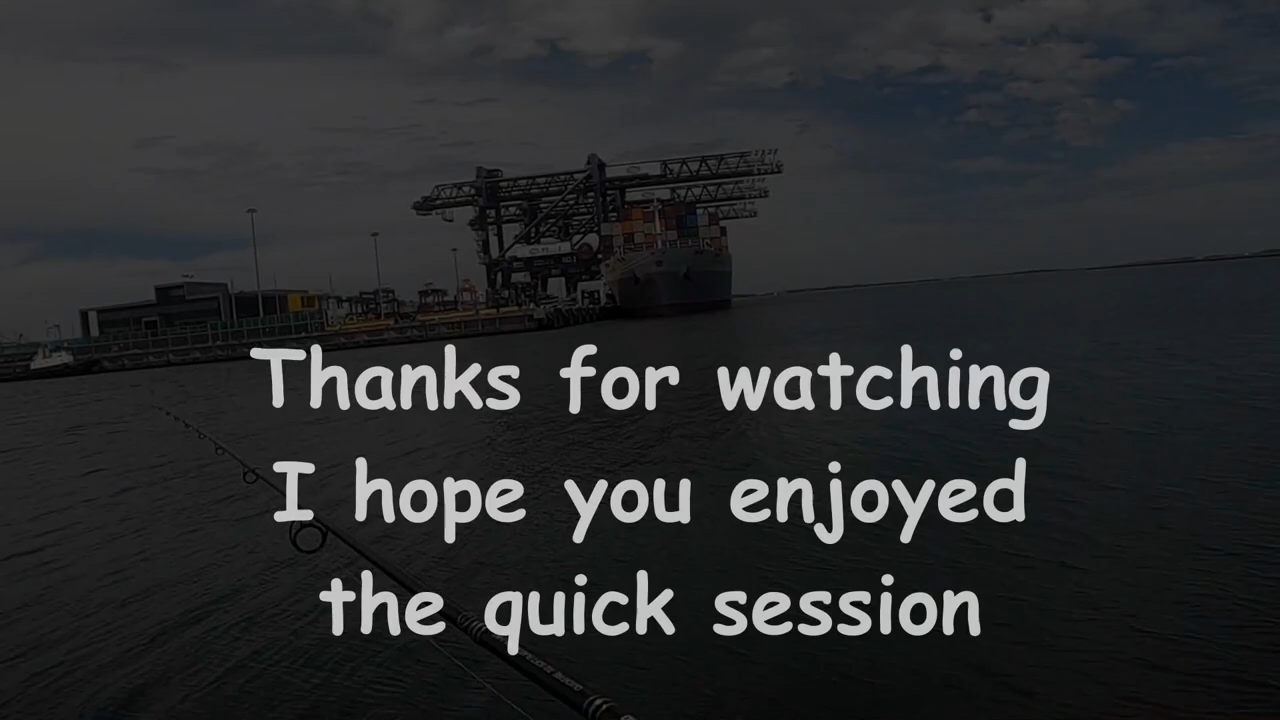 Thanks for watching
I hope you enjoyed
the quick session